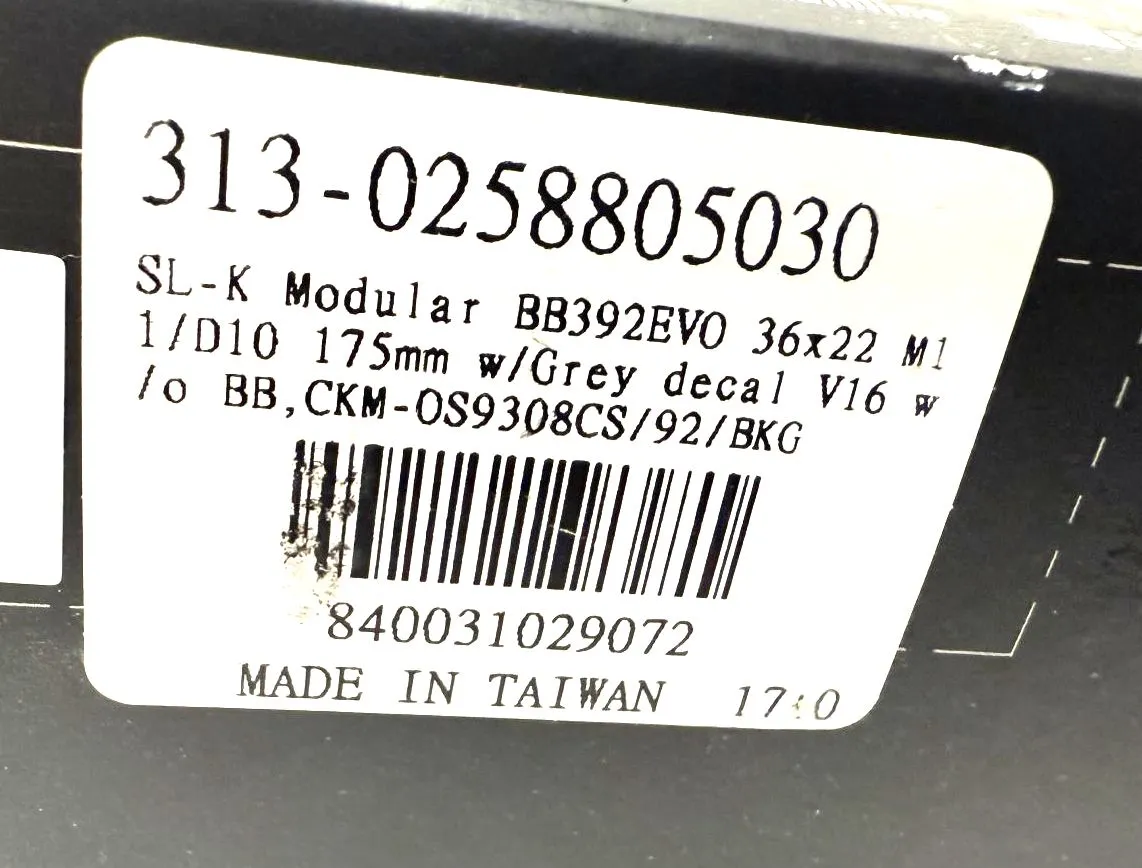 313-0258805030
SL-K Modular BB392EVO 36x22 M1
1/D10 175mm w/Grey decal V16 w
/o BB,CKM-OS9308CS/92/BKG
840031029072
MADE IN TAIWAN